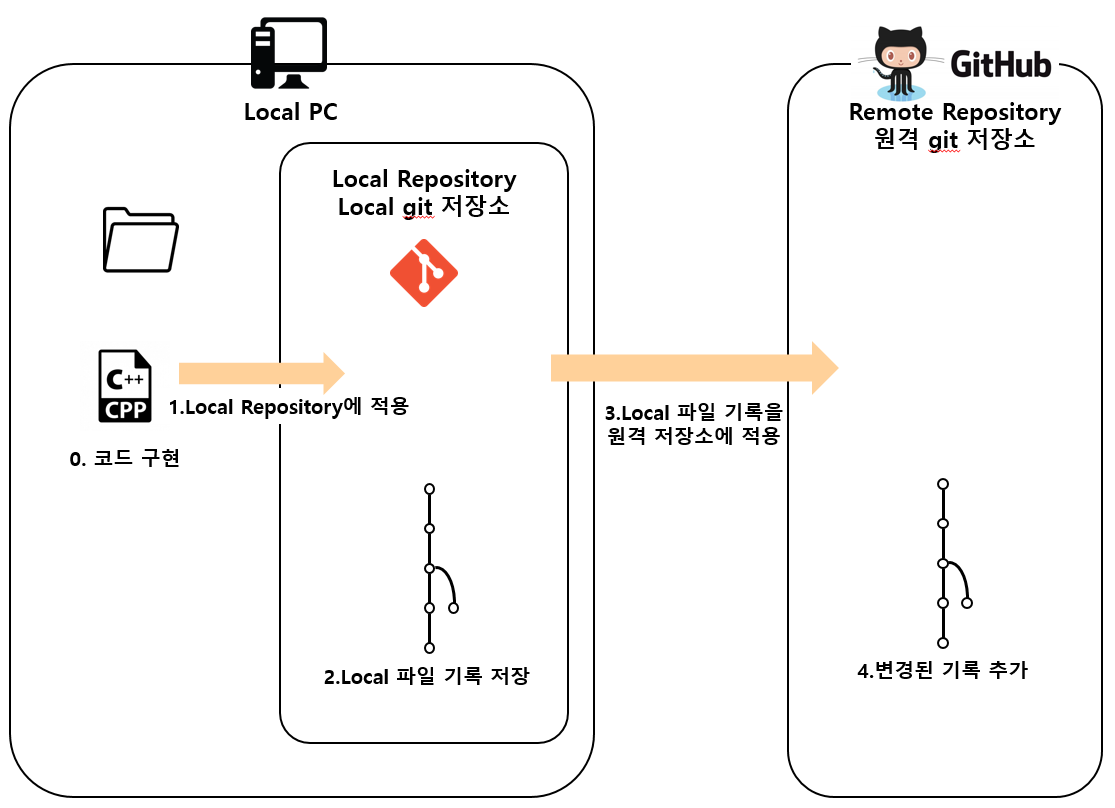 Local PC
GitHub
Remote Repository
원격 git 저장소
Local Repository
Local git 저장소
C++
CPP
1.Local Repository에 적용
0. 코드 구현
3.Local 파일 기록을
원격 저장소에 적용
2.Local 파일 기록 저장
4.변경된 기록 추가